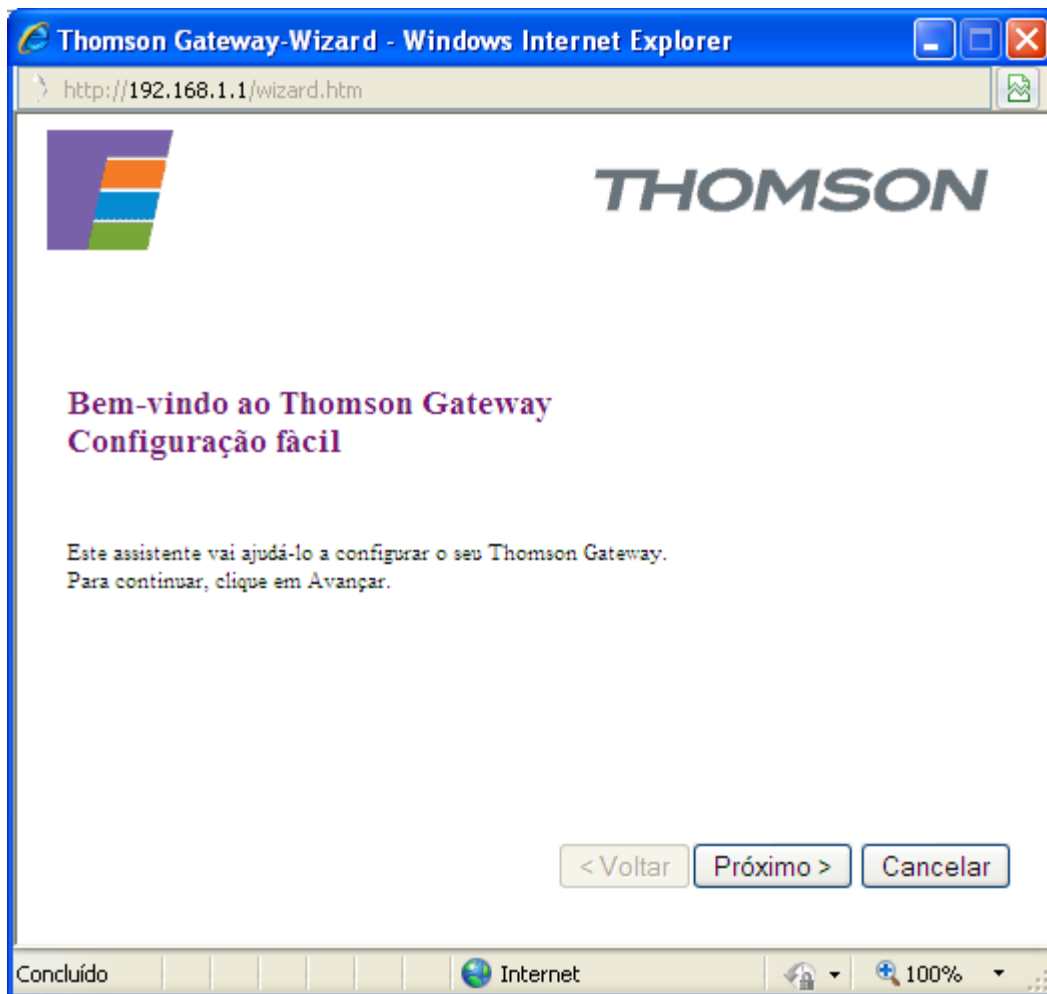 Thomson Gateway-Wizard - Windows Internet Explorer
http://192.168.1.1/wizard.htm
THOMSON
Bem-vindo ao Thomson Gateway
Configuração fàcil
Este assistente vai ajudá-lo a configurar o seu Thomson Gateway.
Para continuar, clique em Avançar.
< Voltar Próximo > Cancelar
Concluído Internet 100%